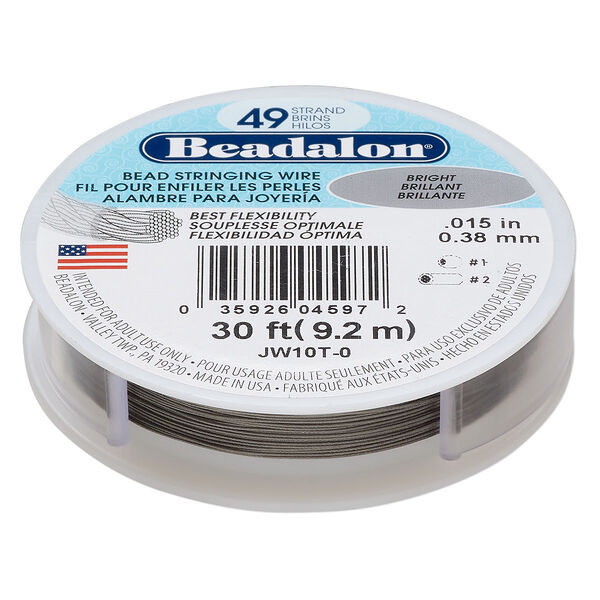 49 STRAND
BRINS
HILOS
Beadalon®
BEAD STRINGING WIRE
FIL POUR ENFILER LES PERLES
ALAMBRE PARA JOYERÍA
BRIGHT
BRILLANT
BRILLANTE
BEST FLEXIBILITY
SOUPLESSE OPTIMALE
FLEXIBILIDAD ÓPTIMA
.015 in
0.38 mm
#1
#2
0 35926 04597 2
30 ft( 9.2 m)
JW10T-0
INTENDED FOR ADULT USE ONLY • POUR USAGE ADULTE SEULEMENT • PARA USO EXCLUSIVO DE ADULTOS
BEADALON • VALLEY TWP., PA 19320 • MADE IN USA • FABRIQUÉ AUX ÉTATS-UNIS • HECHO EN ESTADOS UNIDOS